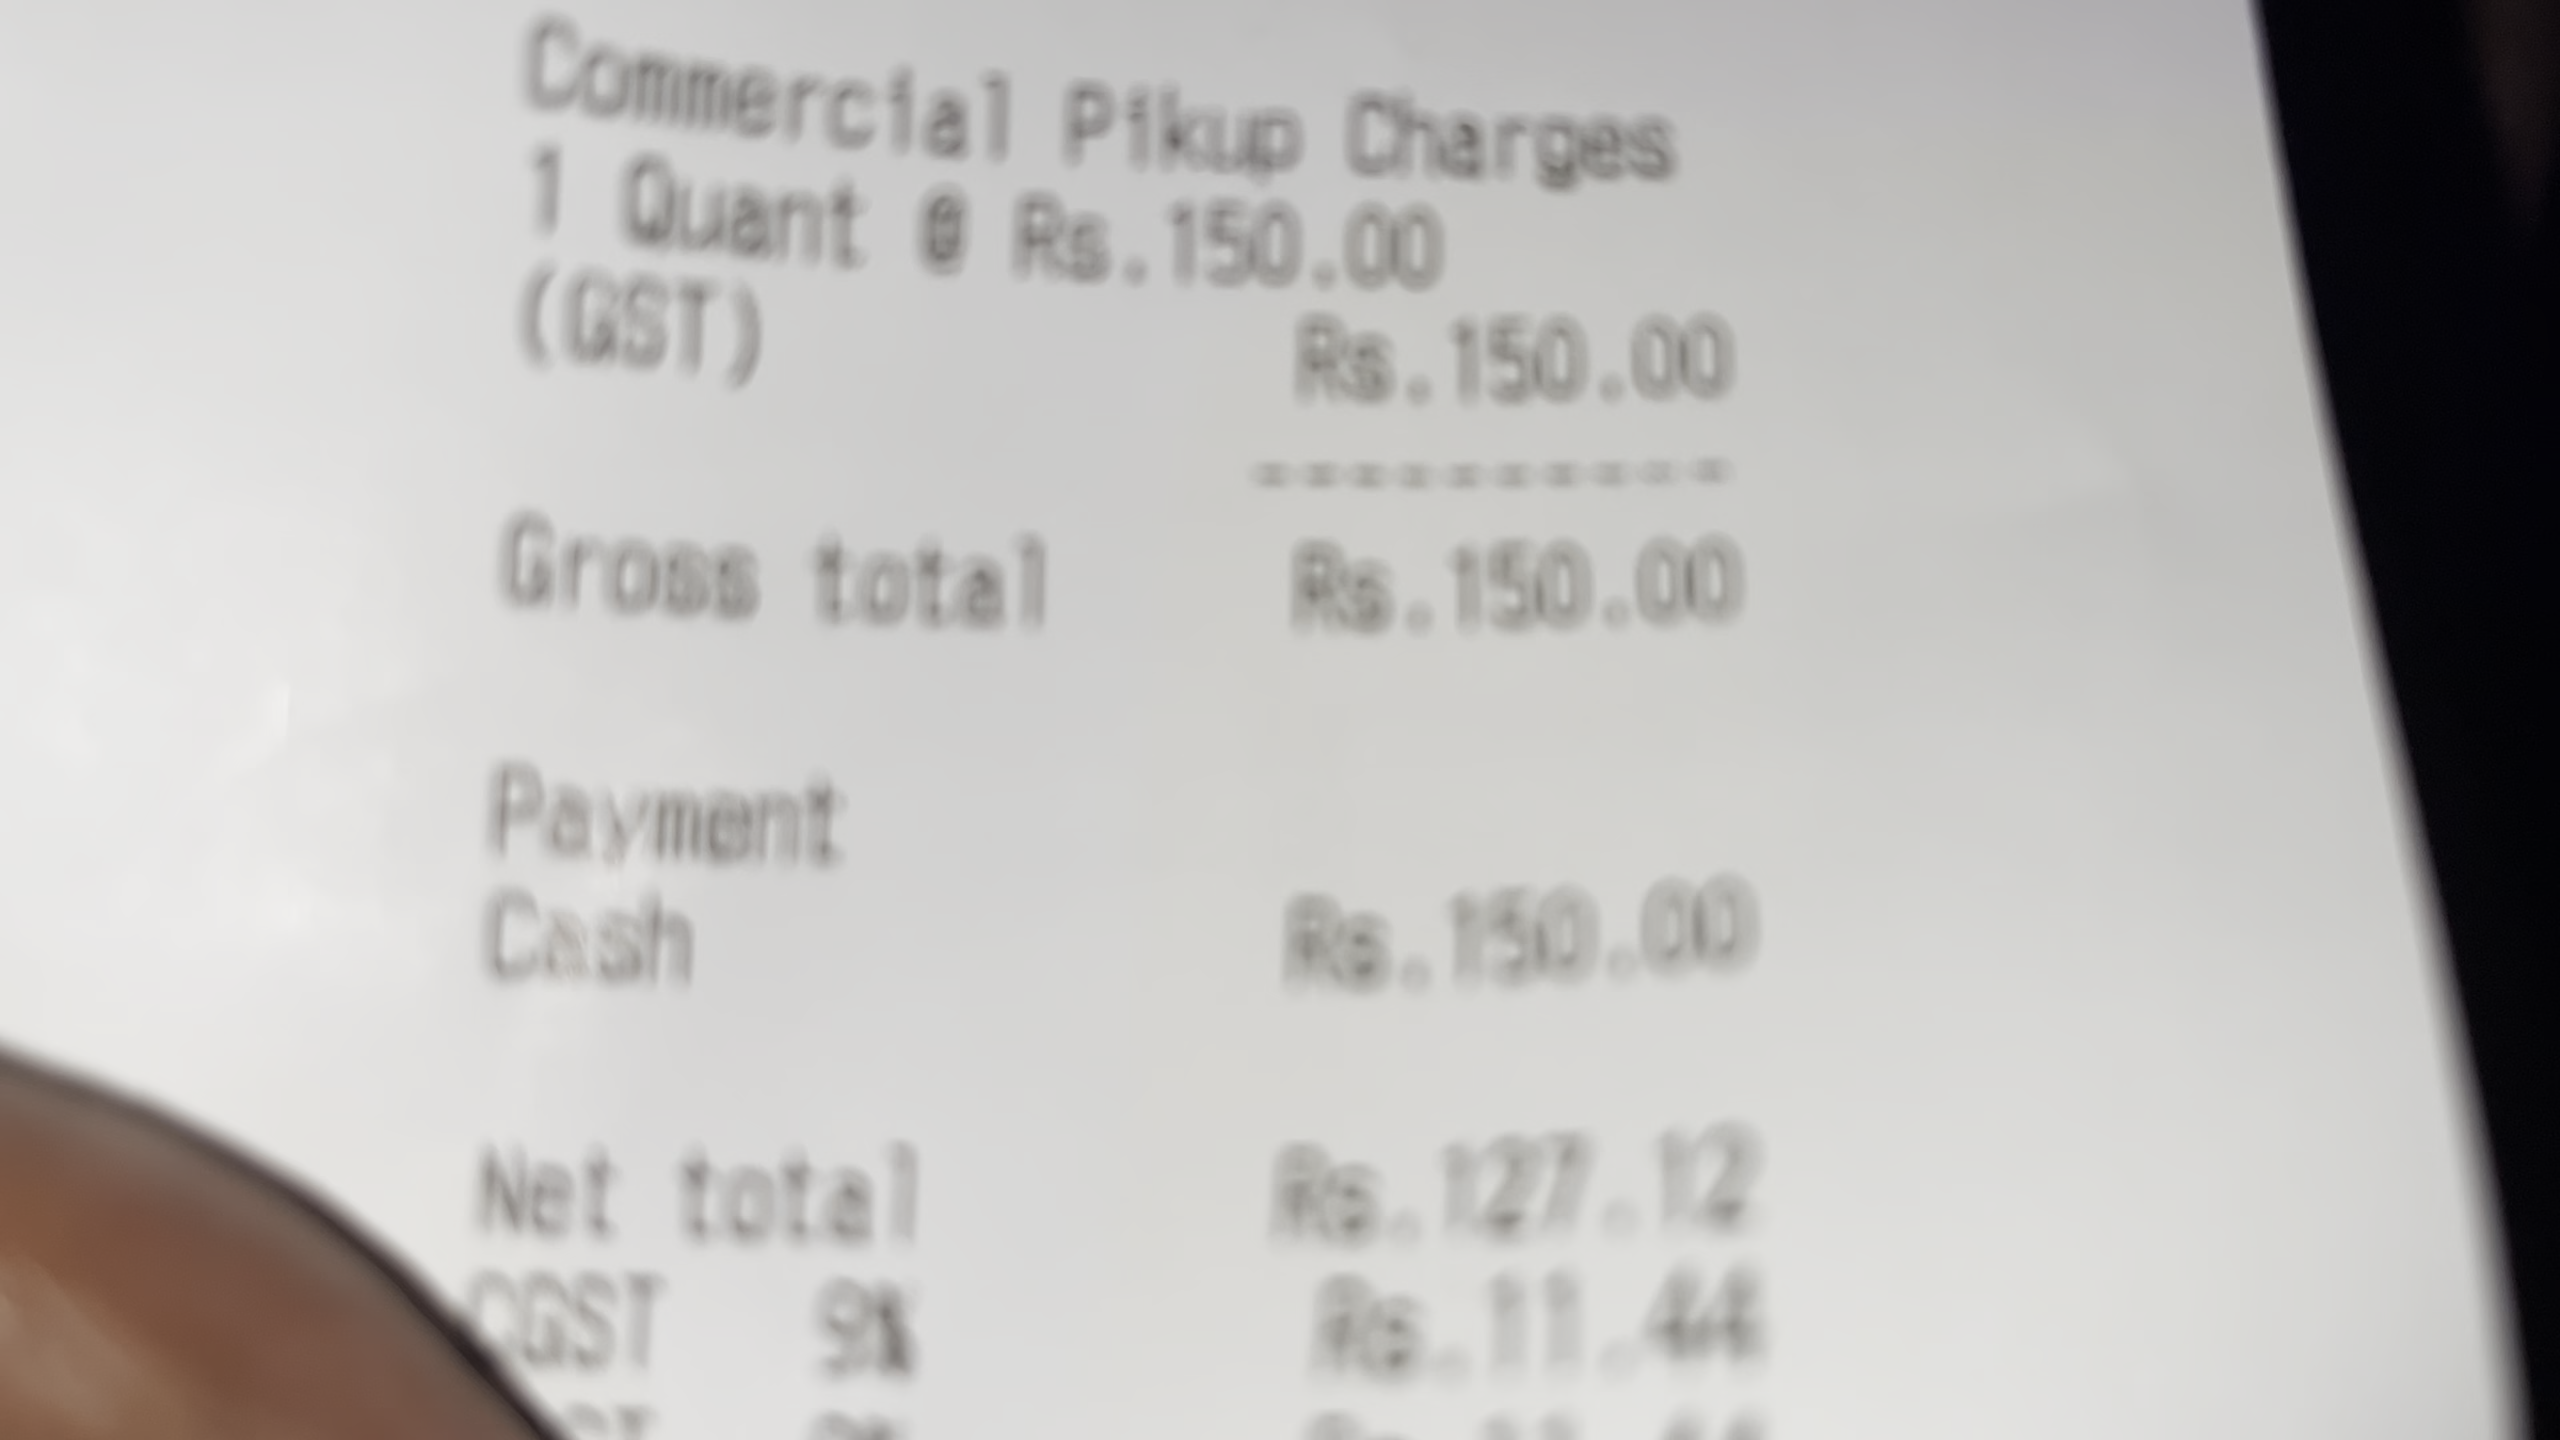 Commercial Pikup Charges
1 Quant @ Rs.150.00
(GST) Rs.150.00
-----------
Gross total Rs.150.00
Payment
Cash Rs.150.00
Net total Rs.127.12
CGST 9% Rs.11.44